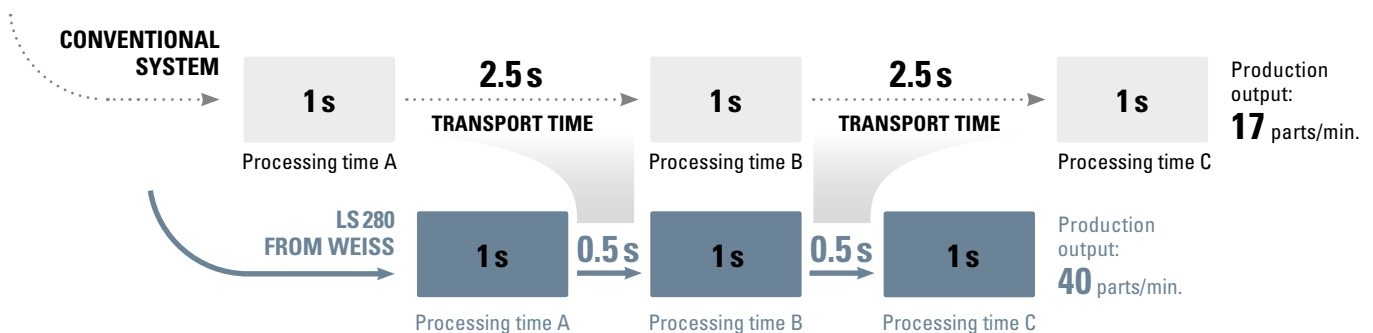 CONVENTIONAL
SYSTEM
1 s
2.5 s
TRANSPORT TIME
1 s
2.5 s
TRANSPORT TIME
1 s
Production
output:
17 parts/min.
Processing time A
Processing time B
Processing time C
LS 280
FROM WEISS
1 s
0.5 s
1 s
0.5 s
1 s
Production
output:
40 parts/min.
Processing time A
Processing time B
Processing time C